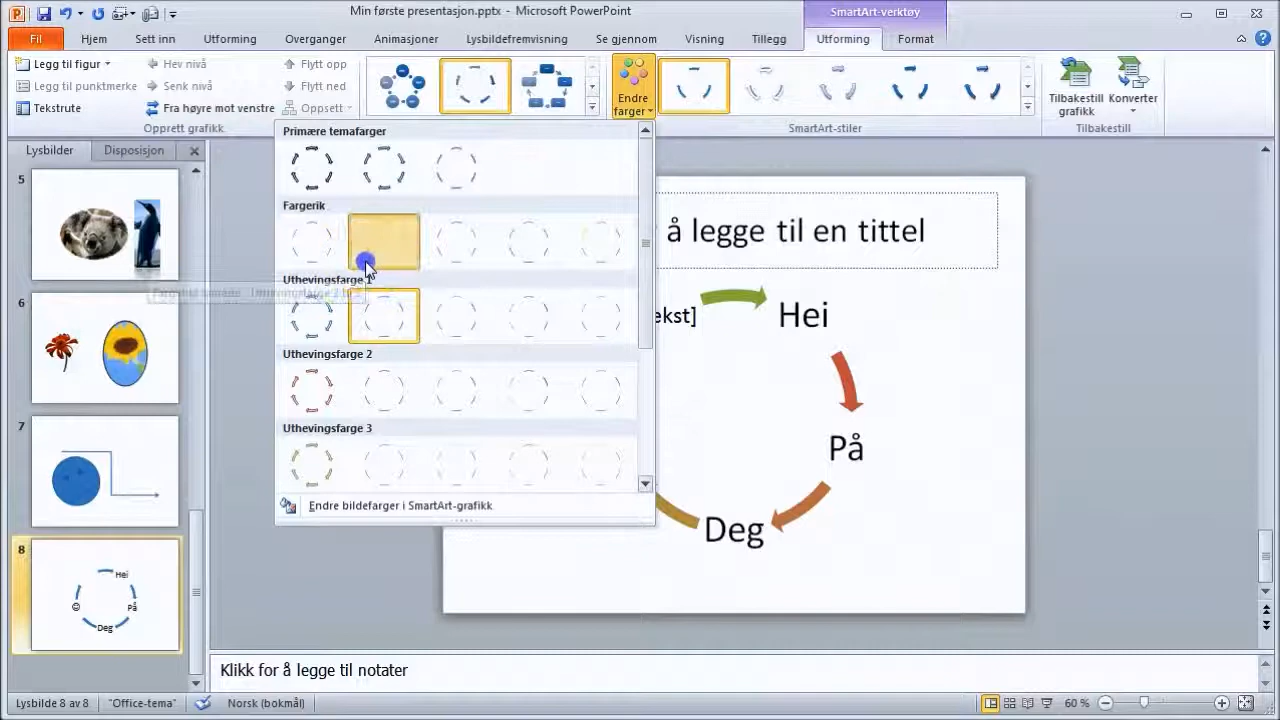 Min første presentasjon.pptx - Microsoft PowerPoint
SmartArt-verktøy
Fil
Hjem
Sett inn
Utforming
Overganger
Animasjoner
Lysbildefremvisning
Se gjennom
Visning
Tillegg
Utforming
Format
Legg til figur
Hev nivå
Flytt opp
Legg til punktmerke
Senk nivå
Flytt ned
Tekstrute
Fra høyre mot venstre
Oppsett
Opprett grafikk
Endre
farger
SmartArt-stiler
Tilbakestill
grafikk
Konverter
Tilbakestill
Lysbilder
Disposisjon
Primære temafarger
Fargerik
Uthevingsfarge 1
Uthevingsfarge 2
Uthevingsfarge 3
Endre bildefarger i SmartArt-grafikk
5
6
7
8
Hei
På
Deg
å legge til en tittel
ekst]
Hei
På
Deg
Klikk for å legge til notater
Lysbilde 8 av 8
"Office-tema"
Norsk (bokmål)
60 %